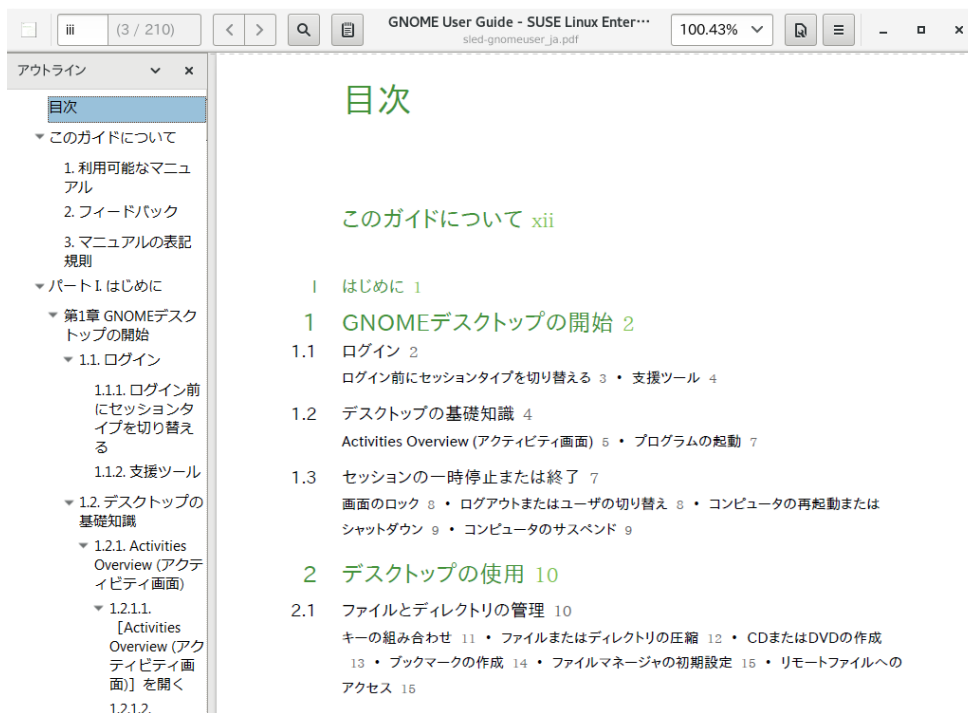 iii
(3 / 210)
GNOME User Guide - SUSE Linux Enter…
sled-gnomeuser_ja.pdf
100.43%
アウトライン
目次
このガイドについて
1. 利用可能なマニュ
アル
2. フィードバック
3. マニュアルの表記
規則
パート I. はじめに
第1章 GNOMEデスク
トップの開始
1.1. ログイン
1.1.1. ログイン前
にセッションタ
イプを切り替え
る
1.1.2. 支援ツール
1.2. デスクトップの
基礎知識
1.2.1. Activities
Overview (アクテ
ィビティ画面)
1.2.1.1.
［Activities
Overview (アク
ティビティ画
面)］を開く
1.2.1.2.
目次
このガイドについて xii
I はじめに 1
1 GNOMEデスクトップの開始 2
1.1 ログイン 2
ログイン前にセッションタイプを切り替える 3 • 支援ツール 4
1.2 デスクトップの基礎知識 4
Activities Overview (アクティビティ画面) 5 • プログラムの起動 7
1.3 セッションの一時停止または終了 7
画面のロック 8 • ログアウトまたはユーザの切り替え 8 • コンピュータの再起動または
シャットダウン 9 • コンピュータのサスペンド 9
2 デスクトップの使用 10
2.1 ファイルとディレクトリの管理 10
キーの組み合わせ 11 • ファイルまたはディレクトリの圧縮 12 • CDまたはDVDの作成
13 • ブックマークの作成 14 • ファイルマネージャの初期設定 15 • リモートファイルへの
アクセス 15